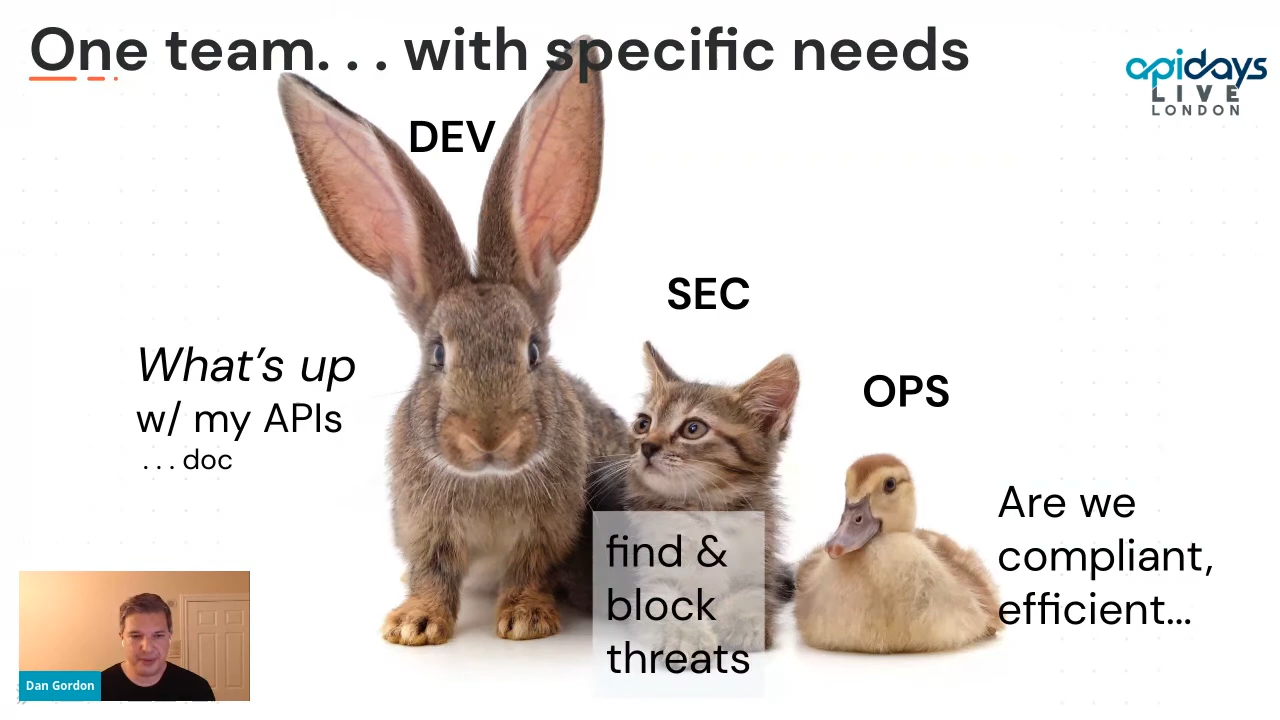 One team. . . with specific needs
apidays
LIVE
LONDON
DEV
SEC
OPS
What's up
w/ my APIs
. . . doc
find &
block
threats
Are we
compliant,
efficient...
Dan Gordon